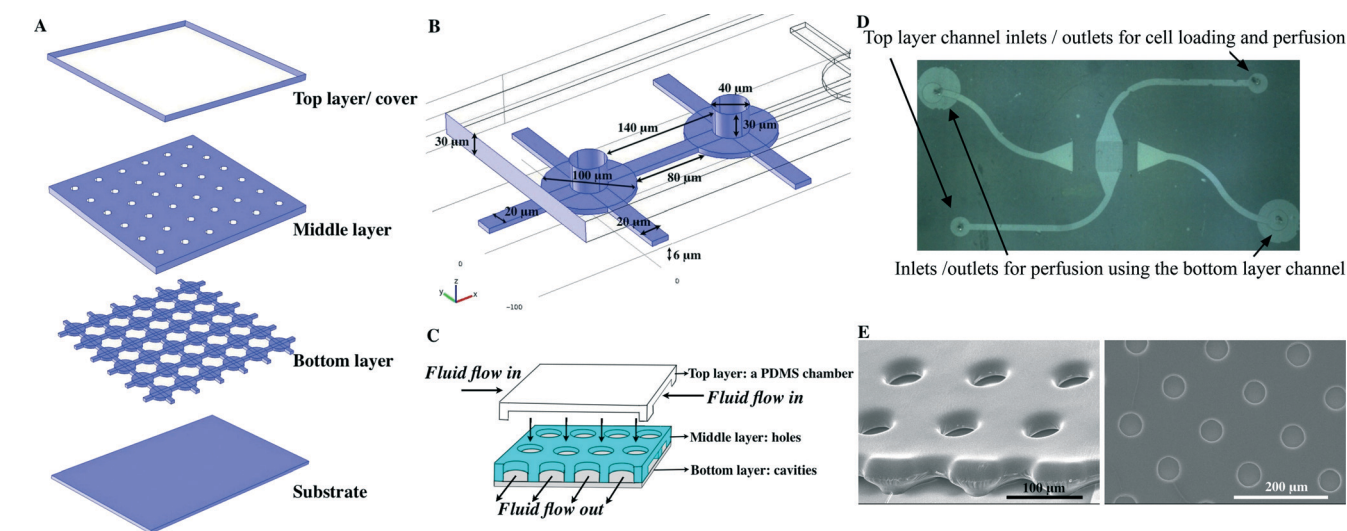 A
Top layer/ cover
Middle layer
Bottom layer
Substrate
B
40 µm
140 µm
30 µm
30 µm
100 µm
80 µm
20 µm
20 µm
6 µm
0
0
-100
z
y
x
C
Fluid flow in
Top layer: a PDMS chamber
Fluid flow in
Middle layer: holes
Bottom layer: cavities
Fluid flow out
D
Top layer channel inlets / outlets for cell loading and perfusion
Inlets /outlets for perfusion using the bottom layer channel
E
100 µm
200 µm